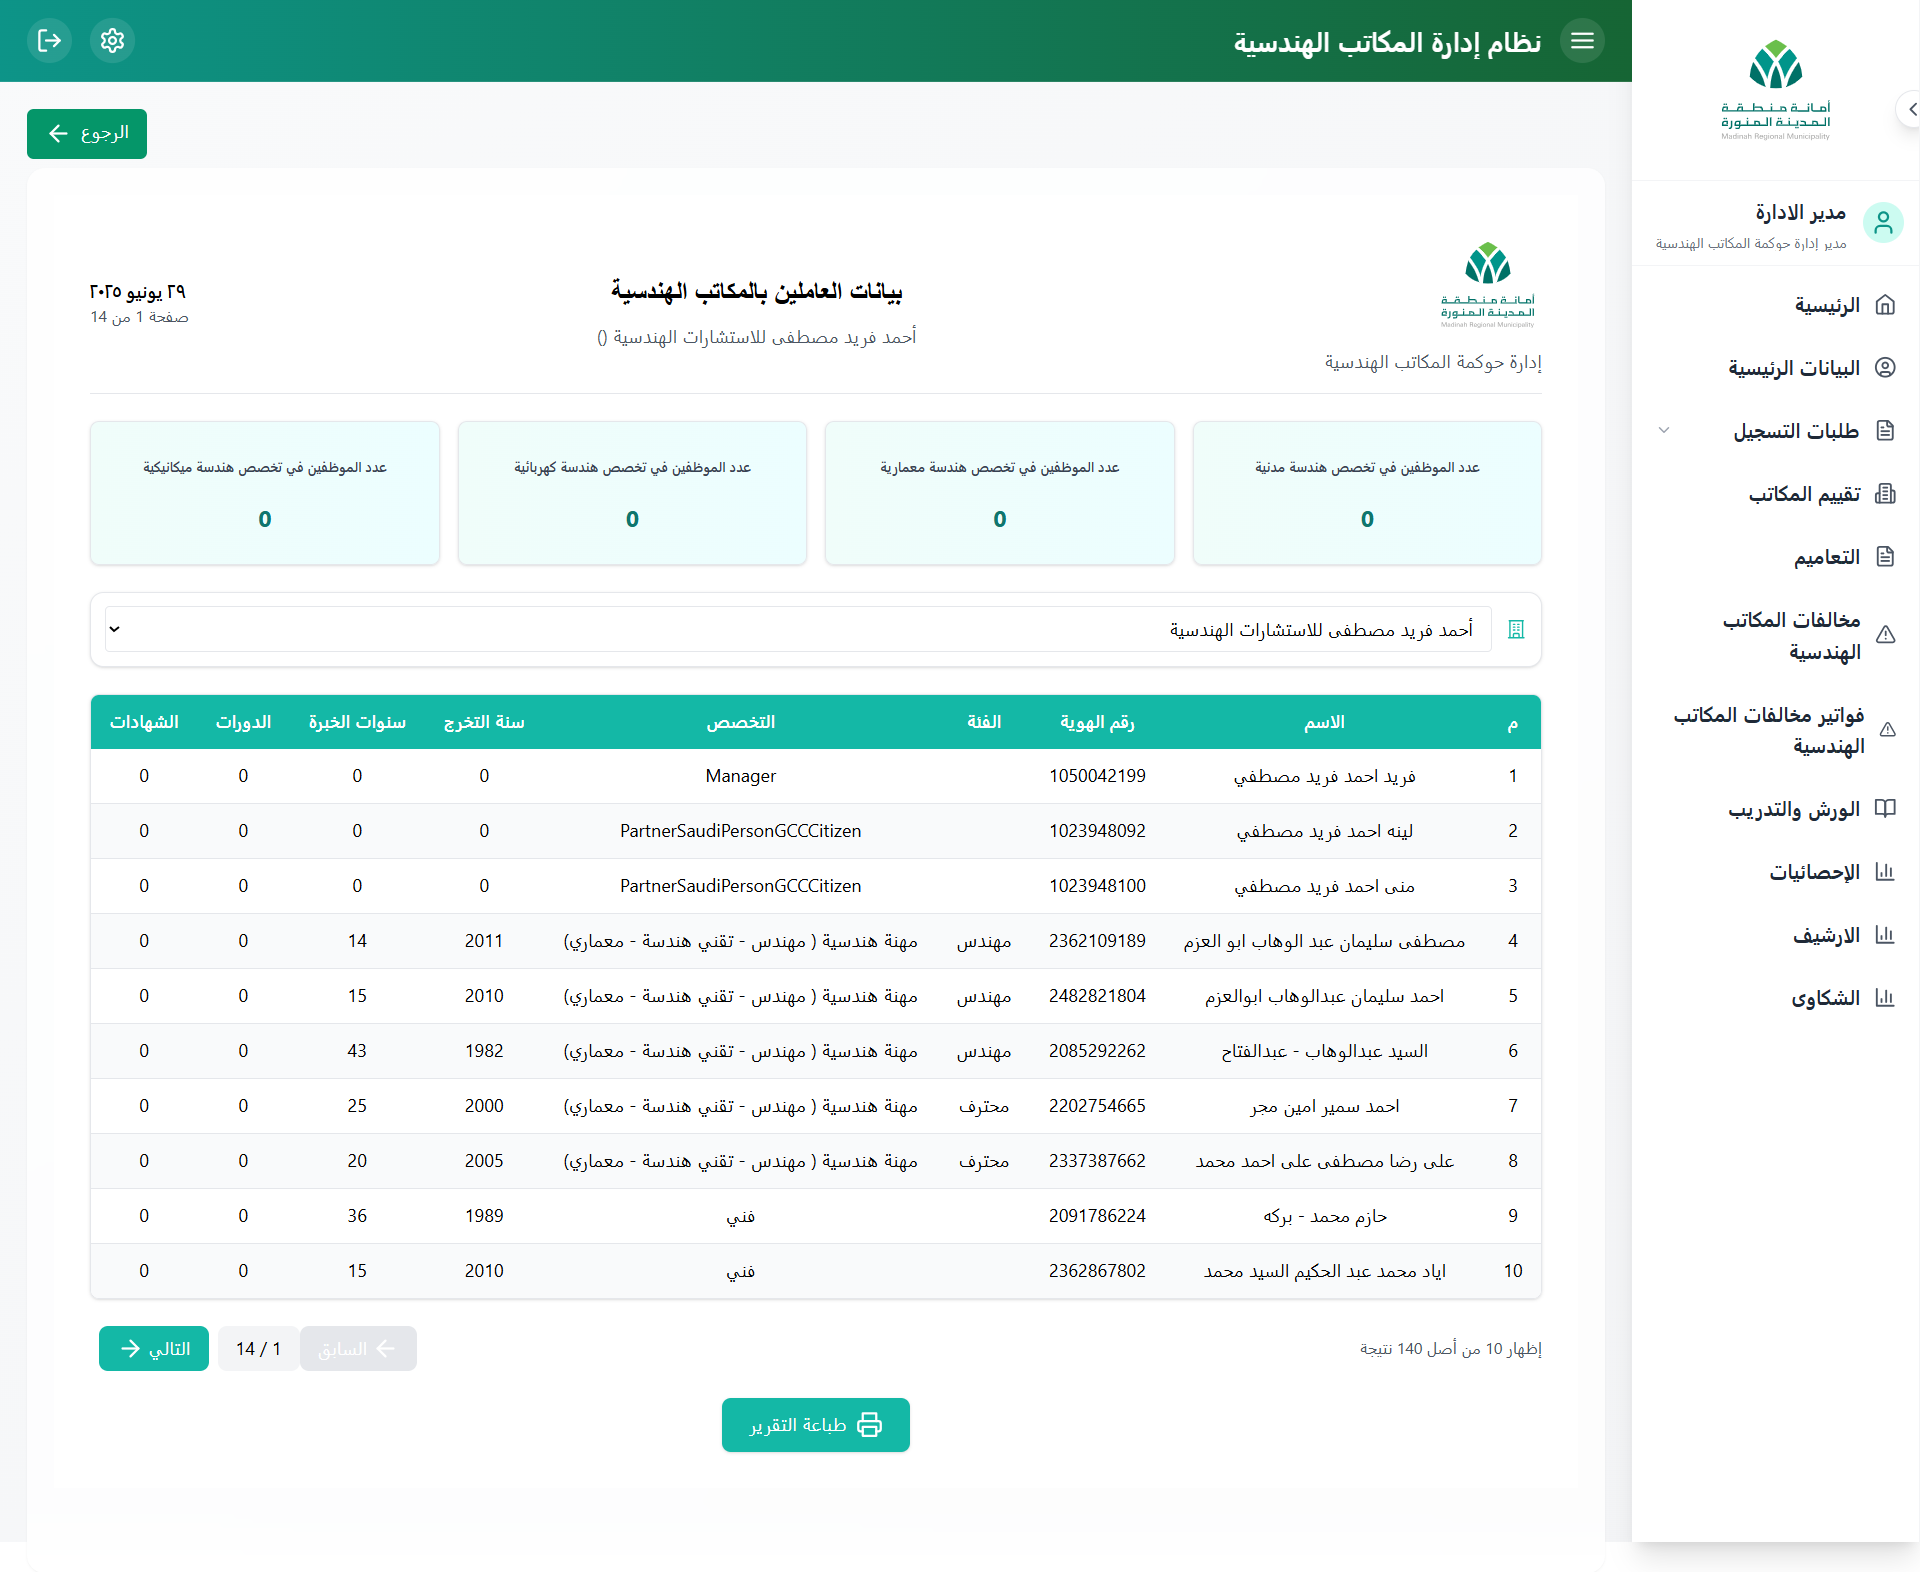 نظام إدارة المكاتب الهندسية
أمانة منطقة
المدينة المنورة
Madinah Regional Municipality
مدير الادارة
مدير إدارة حوكمة المكاتب الهندسية
الرئيسية
البيانات الرئيسية
طلبات التسجيل
تقييم المكاتب
التعاميم
مخالفات المكاتب
الهندسية
فواتير مخالفات المكاتب
الهندسية
الورش والتدريب
الإحصائيات
الارشيف
الشكاوى
الرجوع
أمانة منطقة
المدينة المنورة
Madinah Regional Municipality
إدارة حوكمة المكاتب الهندسية
بيانات العاملين بالمكاتب الهندسية
أحمد فريد مصطفى للاستشارات الهندسية ()
٢٩ يونيو ٢٠٢٥
صفحة 1 من 14
عدد الموظفين في تخصص هندسة مدنية
0
عدد الموظفين في تخصص هندسة معمارية
0
عدد الموظفين في تخصص هندسة كهربائية
0
عدد الموظفين في تخصص هندسة ميكانيكية
0
أحمد فريد مصطفى للاستشارات الهندسية
م الاسم رقم الهوية الفئة التخصص سنة التخرج سنوات الخبرة الدورات الشهادات
1 فريد احمد فريد مصطفي 1050042199 Manager 0 0 0 0
2 لينه احمد فريد مصطفي 1023948092 PartnerSaudiPersonGCCCitizen 0 0 0 0
3 منى احمد فريد مصطفي 1023948100 PartnerSaudiPersonGCCCitizen 0 0 0 0
4 مصطفى سليمان عبد الوهاب ابو العزم 2362109189 مهندس مهنة هندسية ( مهندس - تقني هندسة - معماري) 2011 14 0 0
5 احمد سليمان عبدالوهاب ابوالعزم 2482821804 مهندس مهنة هندسية ( مهندس - تقني هندسة - معماري) 2010 15 0 0
6 السيد عبدالوهاب - عبدالفتاح 2085292262 مهندس مهنة هندسية ( مهندس - تقني هندسة - معماري) 1982 43 0 0
7 احمد سمير امين مجر 2202754665 محترف مهنة هندسية ( مهندس - تقني هندسة - معماري) 2000 25 0 0
8 على رضا مصطفى على احمد محمد 2337387662 محترف مهنة هندسية ( مهندس - تقني هندسة - معماري) 2005 20 0 0
9 حازم محمد - بركه 2091786224 فني 1989 36 0 0
10 اياد محمد عبد الحكيم السيد محمد 2362867802 فني 2010 15 0 0
إظهار 10 من أصل 140 نتيجة
السابق
1 / 14
التالي
طباعة التقرير